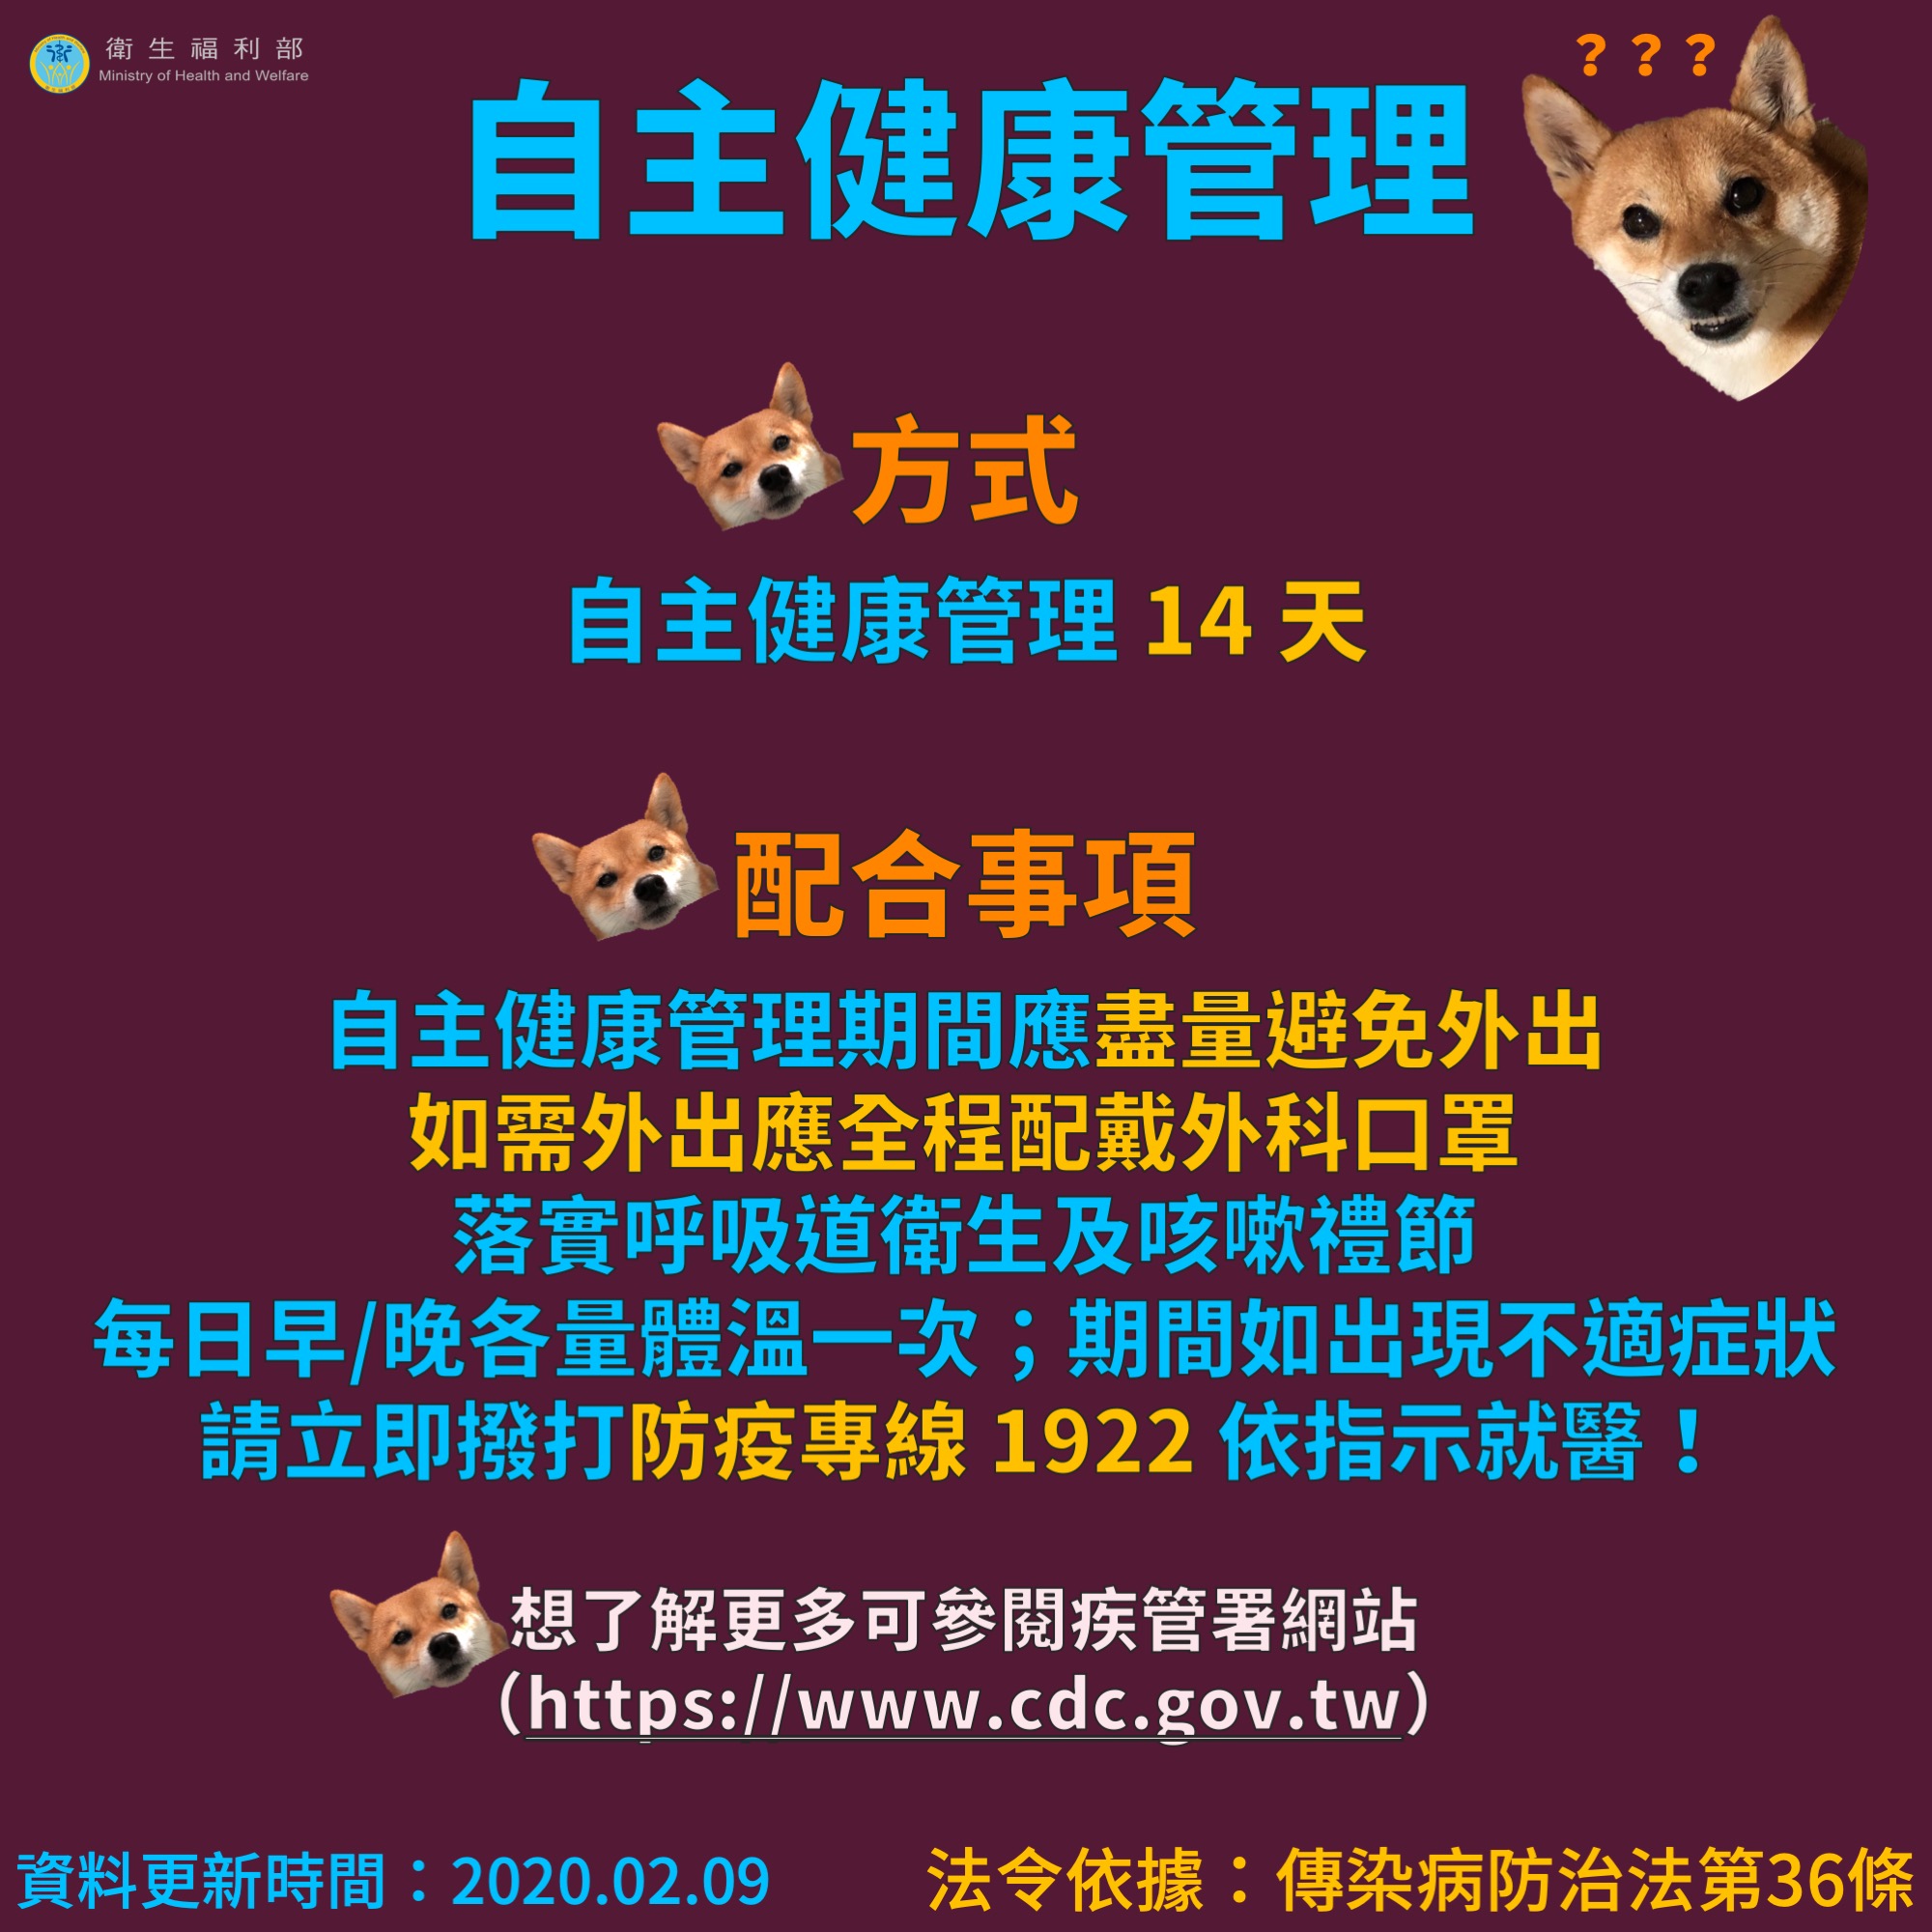 衛生福利部
Ministry of Health and Welfare
？？？
自主健康管理
方式
自主健康管理 14 天
配合事項
自主健康管理期間應盡量避免外出
如需外出應全程配戴外科口罩
落實呼吸道衛生及咳嗽禮節
每日早/晚各量體溫一次；期間如出現不適症狀
請立即撥打防疫專線 1922 依指示就醫！
想了解更多可參閱疾管署網站
（https://www.cdc.gov.tw）
資料更新時間：2020.02.09
法令依據：傳染病防治法第36條